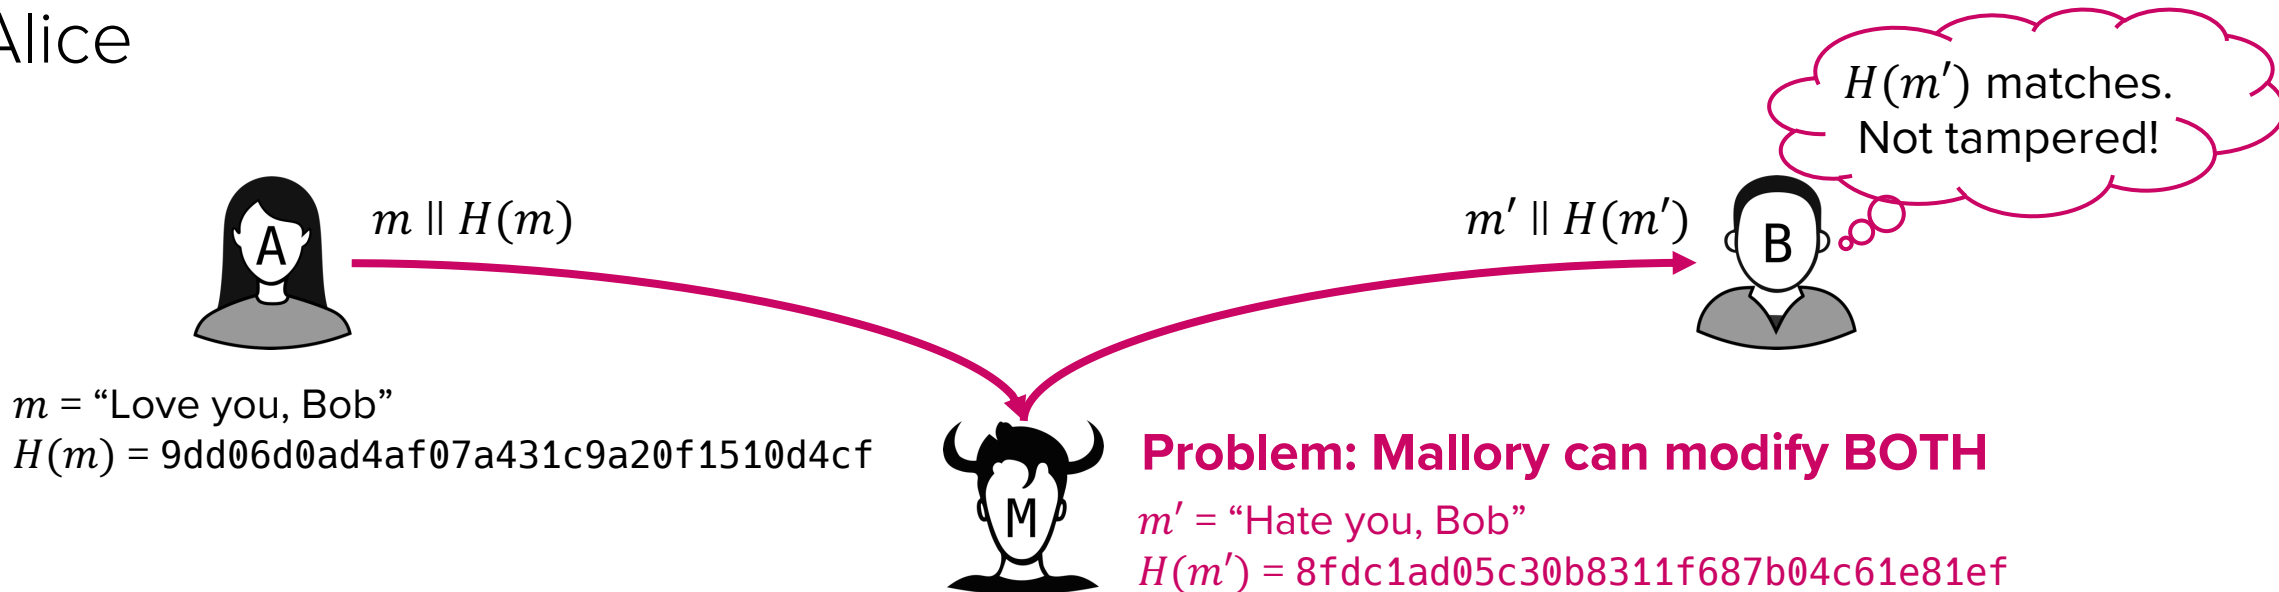 Alice
H(m′) matches.
Not tampered!
m || H(m)
m′ || H(m′)
A
B
m = “Love you, Bob”
H(m) = 9dd06d0ad4af07a431c9a20f1510d4cf
M
Problem: Mallory can modify BOTH
m′ = “Hate you, Bob”
H(m′) = 8fdc1ad05c30b8311f687b04c61e81ef